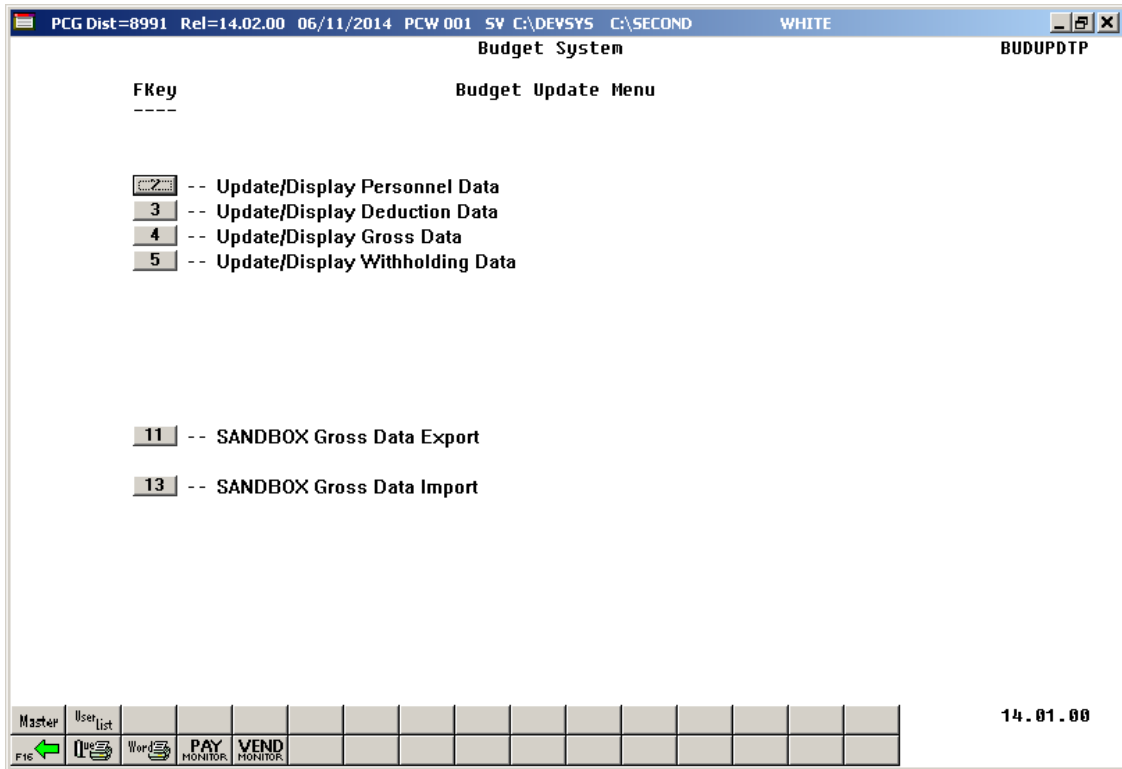 PCG Dist=8991 Rel=14.02.00 06/11/2014 PCW 001 SV C:\DEVSYS C:\SECOND WHITE
Budget System BUDUPDTP
FKey Budget Update Menu
----
2 -- Update/Display Personnel Data
3 -- Update/Display Deduction Data
4 -- Update/Display Gross Data
5 -- Update/Display Withholding Data
11 -- SANDBOX Gross Data Export
13 -- SANDBOX Gross Data Import
Master User List 14.01.00
F16 Que Word PAY MONITOR VEND MONITOR